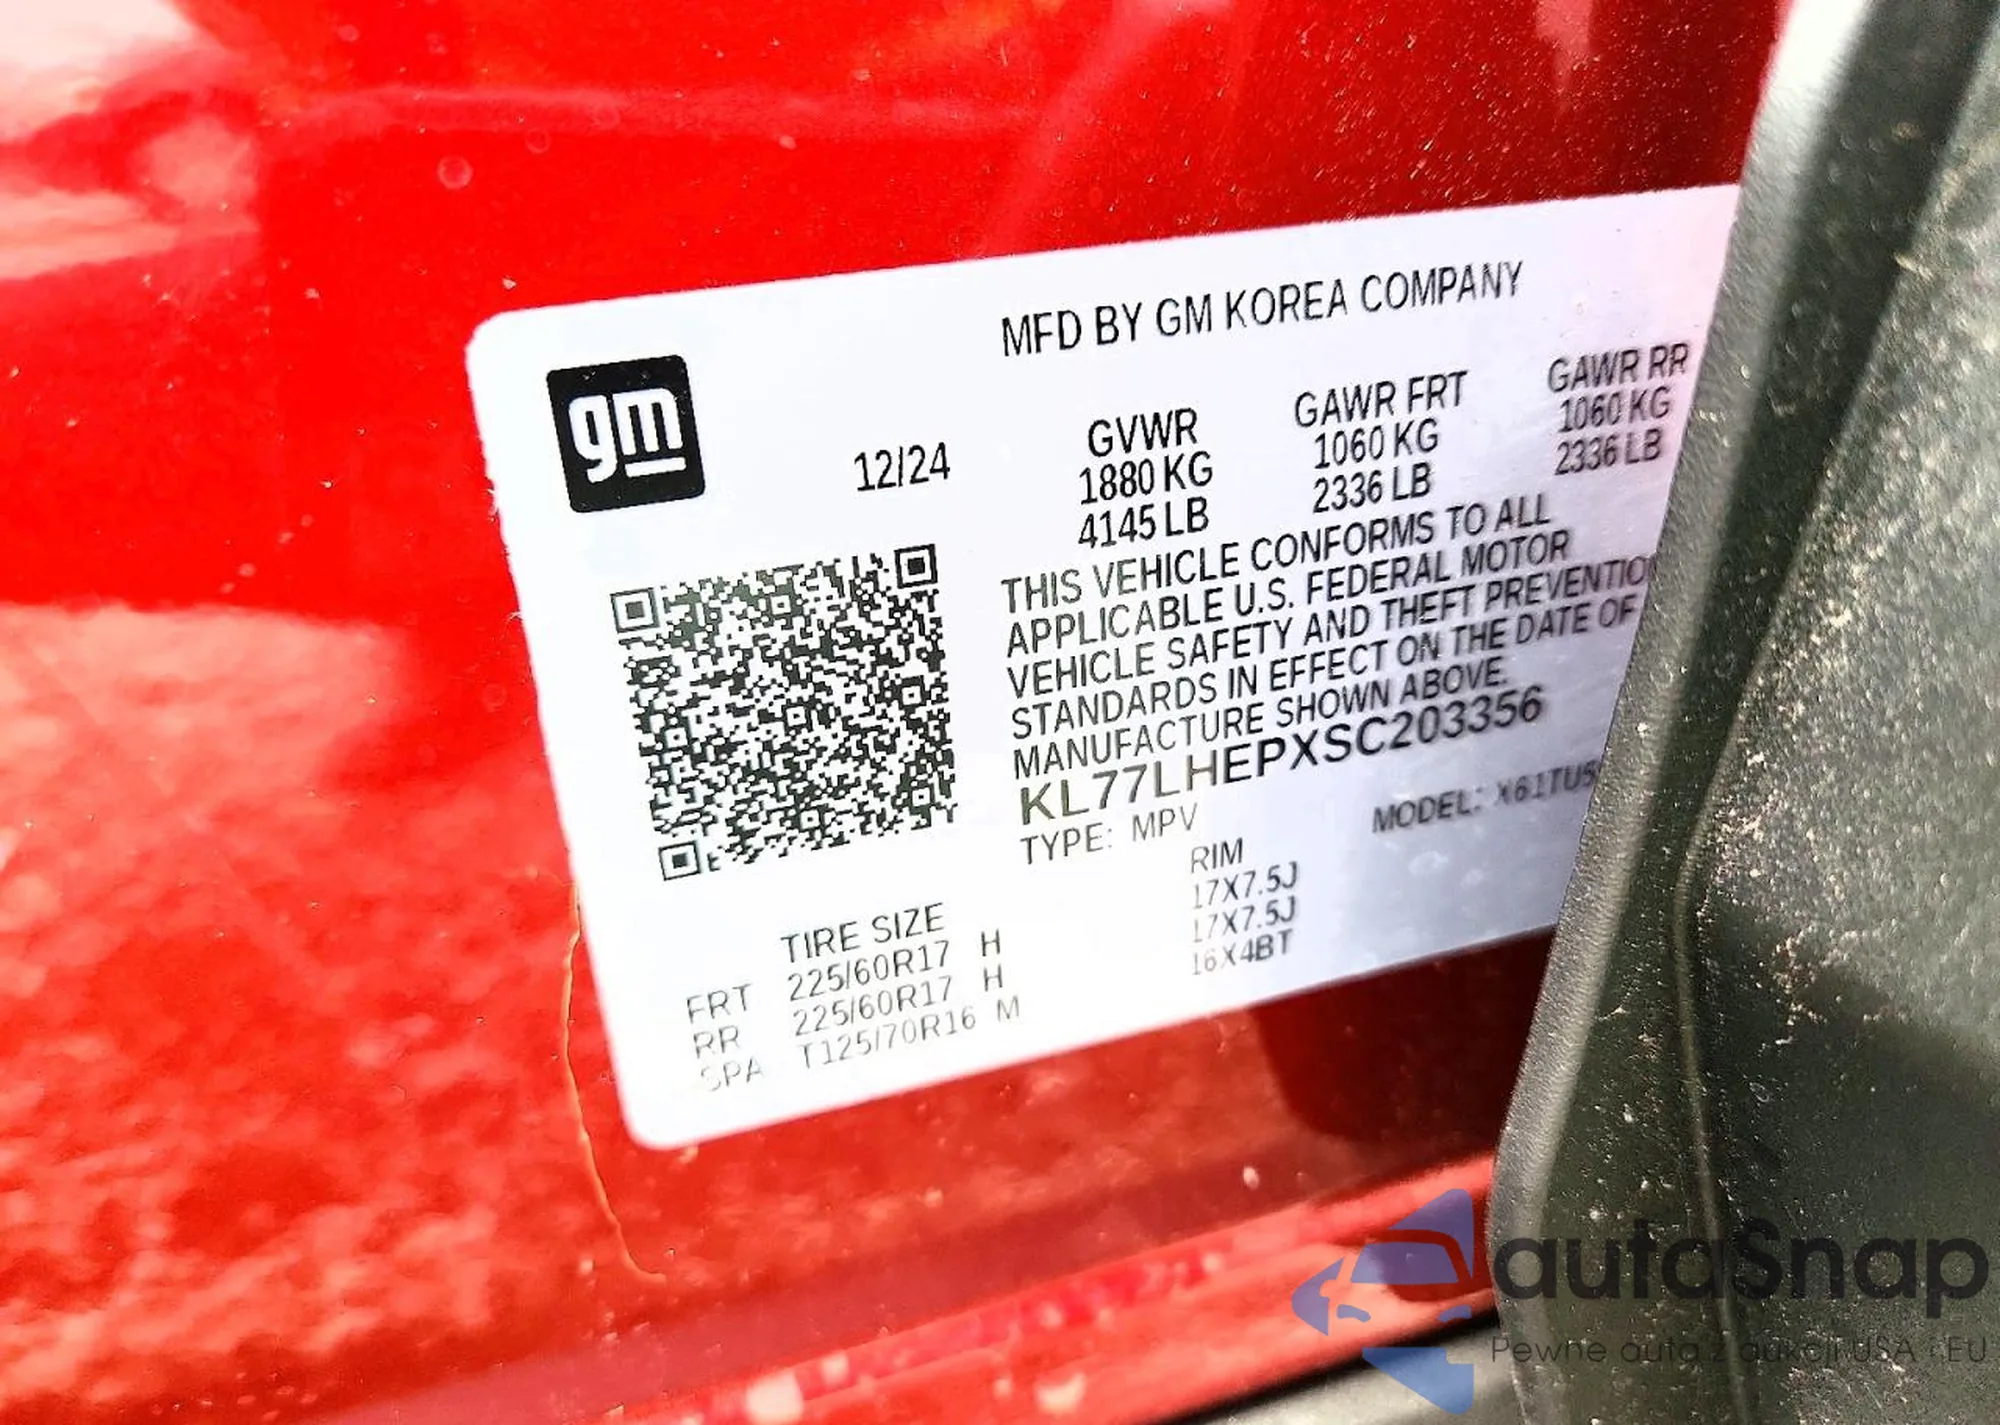 MFD BY GM KOREA COMPANY
gm
12/24
GVWR GAWR FRT GAWR RR
1880 KG 1060 KG 1060 KG
4145 LB 2336 LB 2336 LB
THIS VEHICLE CONFORMS TO ALL
APPLICABLE U.S. FEDERAL MOTOR
VEHICLE SAFETY AND THEFT PREVENTIO
STANDARDS IN EFFECT ON THE DATE OF
MANUFACTURE SHOWN ABOVE.
KL77LHEPXSC203356
TYPE: MPV MODEL: X61TU5
TIRE SIZE RIM
FRT 225/60R17 H 17X7.5J
RR 225/60R17 H 17X7.5J
SPA T125/70R16 M 16X4BT
autaSnap
Pewne auta z aukcji USA i EU